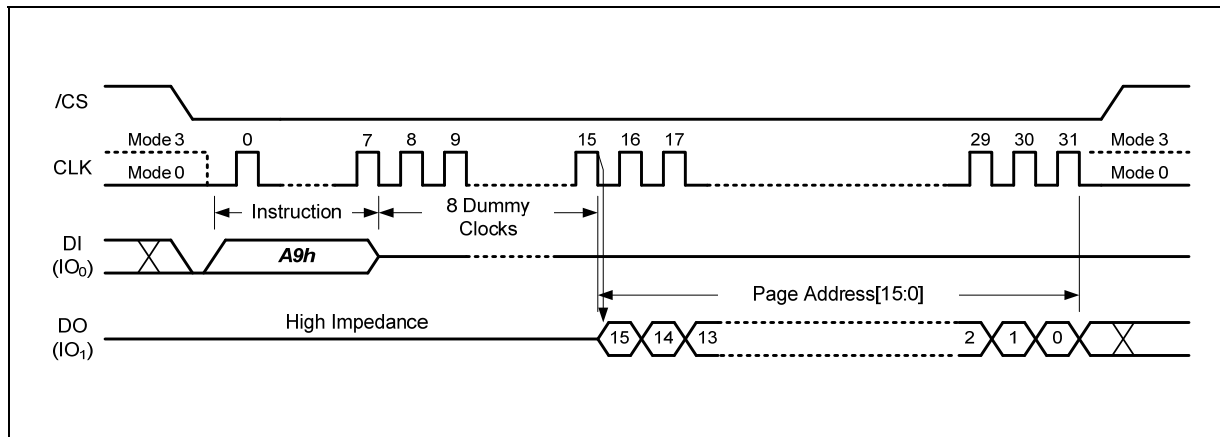 /CS
Mode 3 0 7 8 9 15 16 17 29 30 31 Mode 3
CLK
Mode 0 Mode 0
Instruction 8 Dummy
Clocks
DI
(IO₀)
A9h
Page Address[15:0]
High Impedance
DO
(IO₁)
15 14 13 2 1 0